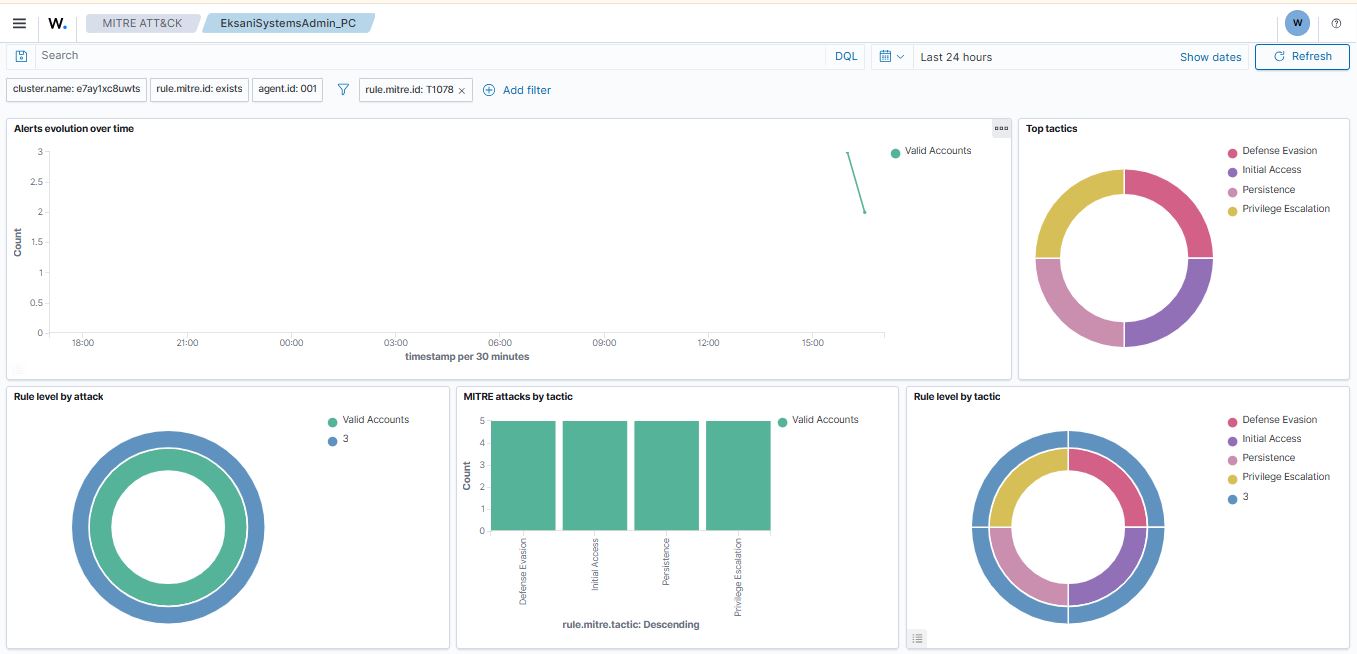 W.
MITRE ATT&CK
EksaniSystemsAdmin_PC
W
Search
DQL
Last 24 hours
Show dates
Refresh
cluster.name: e7ay1xc8uwts
rule.mitre.id: exists
agent.id: 001
rule.mitre.id: T1078 ×
Add filter
Alerts evolution over time
3
2.5
2
1.5
1
0.5
0
Count
18:00
21:00
00:00
03:00
06:00
09:00
12:00
15:00
timestamp per 30 minutes
Valid Accounts
Top tactics
Defense Evasion
Initial Access
Persistence
Privilege Escalation
Rule level by attack
Valid Accounts
3
MITRE attacks by tactic
5
4
3
2
1
0
Count
Defense Evasion
Initial Access
Persistence
Privilege Escalation
rule.mitre.tactic: Descending
Valid Accounts
Rule level by tactic
Defense Evasion
Initial Access
Persistence
Privilege Escalation
3